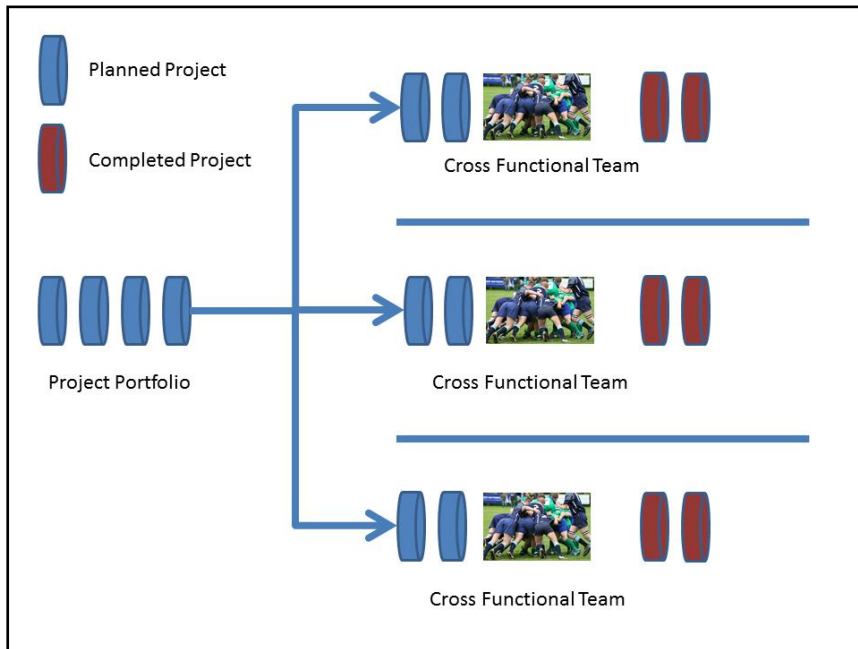 Planned Project
Completed Project
Project Portfolio
Cross Functional Team
Cross Functional Team
Cross Functional Team